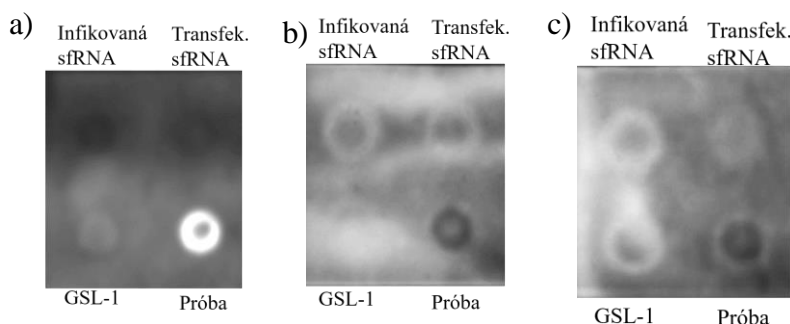 a)
Infikovaná
sfRNA
Transfek.
sfRNA
GSL-1
Próba
b)
Infikovaná
sfRNA
Transfek.
sfRNA
GSL-1
Próba
c)
Infikovaná
sfRNA
Transfek.
sfRNA
GSL-1
Próba